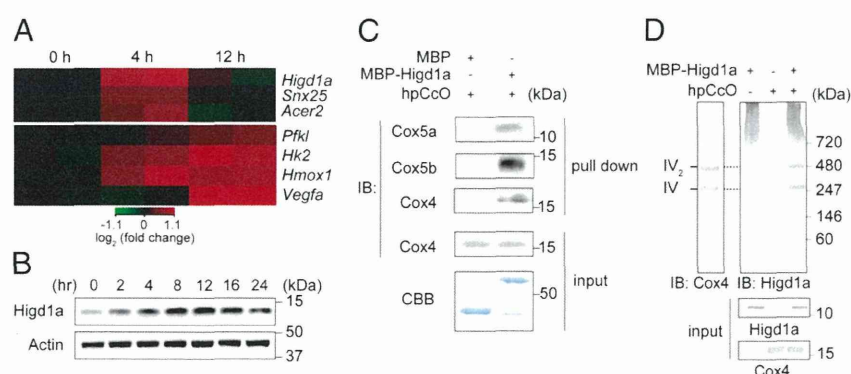 A
0 h 4 h 12 h
Higd1a
Snx25
Acer2
Pfkl
Hk2
Hmox1
Vegfa
-1.1 0 1.1
log2 (fold change)
B
(hr) 0 2 4 8 12 16 24 (kDa)
Higd1a
15
Actin
50
37
C
MBP + -
MBP-Higd1a - +
hpCcO + + (kDa)
IB:
Cox5a
10
Cox5b
15
Cox4
15
pull down
Cox4
15
CBB
50
input
D
MBP-Higd1a + - +
hpCcO - + +
(kDa)
720
IV2
480
IV
247
146
60
IB: Cox4 IB: Higd1a
input
10
Higd1a
15
Cox4